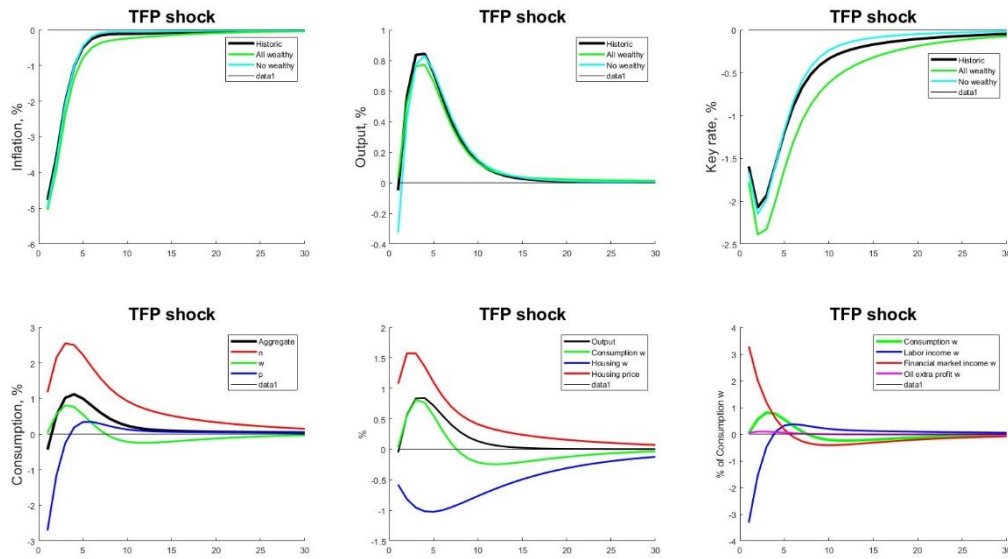 TFP shock
Inflation, %
0
-1
-2
-3
-4
-5
-6
0 5 10 15 20 25 30
Historic
All wealthy
No wealthy
data1
TFP shock
Output, %
1
0.8
0.6
0.4
0.2
0
-0.2
-0.4
0 5 10 15 20 25 30
Historic
All wealthy
No wealthy
data1
TFP shock
Key rate, %
0
-0.5
-1
-1.5
-2
-2.5
0 5 10 15 20 25 30
Historic
All wealthy
No wealthy
data1
TFP shock
Consumption, %
3
2
1
0
-1
-2
-3
0 5 10 15 20 25 30
Aggregate
n
w
p
data1
TFP shock
%
2
1.5
1
0.5
0
-0.5
-1
-1.5
0 5 10 15 20 25 30
Output
Consumption w
Housing w
Housing price
data1
TFP shock
% of Consumption w
4
3
2
1
0
-1
-2
-3
-4
0 5 10 15 20 25 30
Consumption w
Labor income w
Financial market income w
Oil extra profit w
data1